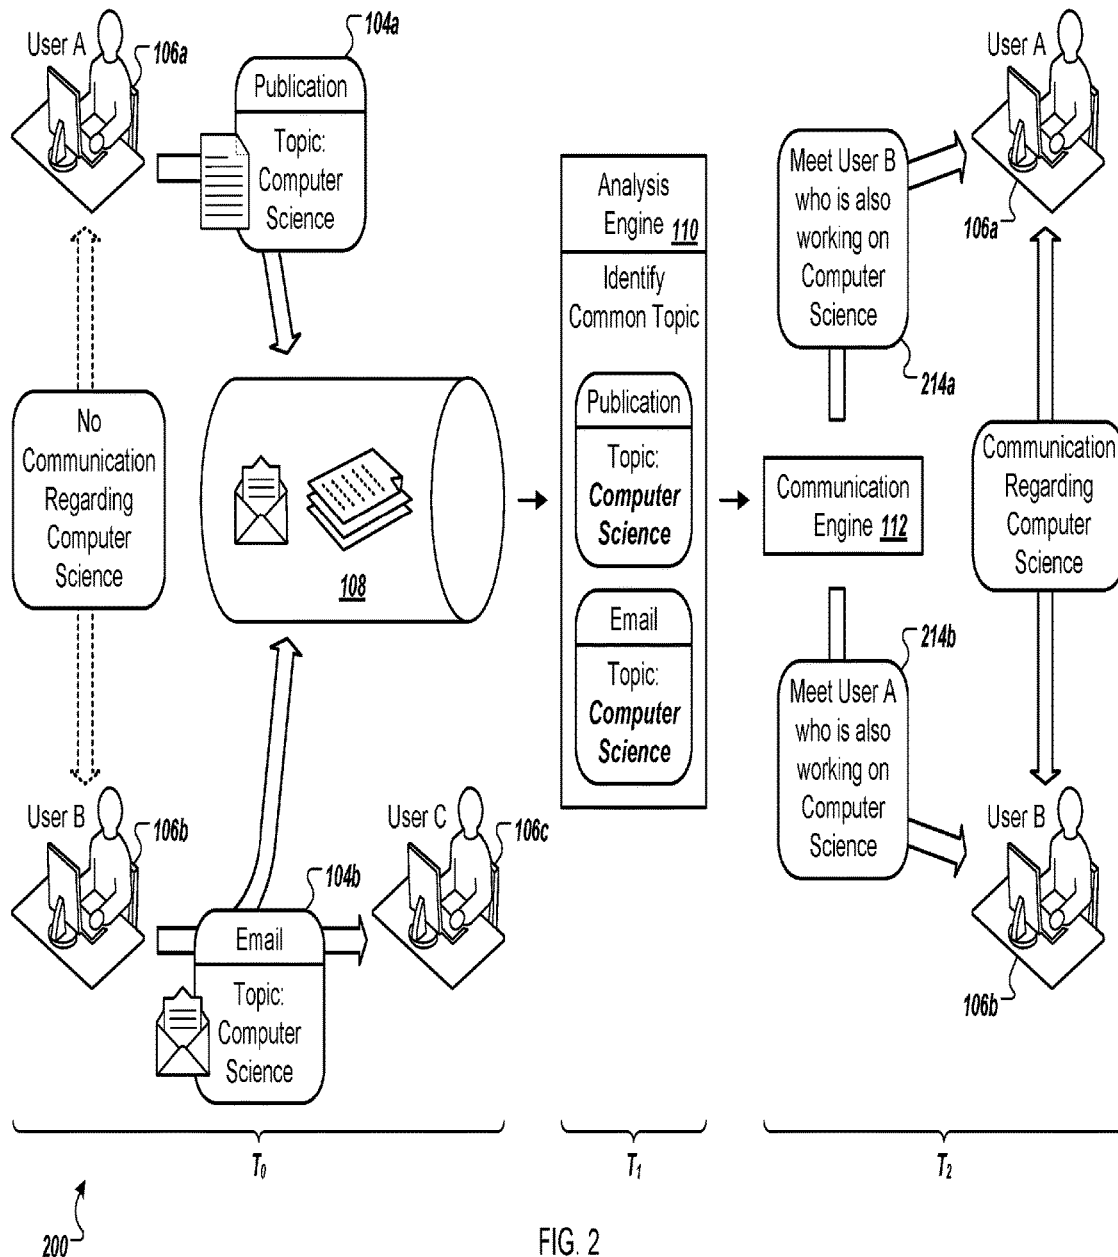 User A
106a
104a
Publication
Topic:
Computer
Science
No
Communication
Regarding
Computer
Science
108
User B
106b
104b
Email
Topic:
Computer
Science
User C
106c
T0
Analysis
Engine 110
Identify
Common Topic
Publication
Topic:
Computer
Science
Email
Topic:
Computer
Science
T1
Meet User B
who is also
working on
Computer
Science
214a
Communication
Engine 112
214b
Meet User A
who is also
working on
Computer
Science
User A
106a
Communication
Regarding
Computer
Science
User B
106b
T2
200
FIG. 2